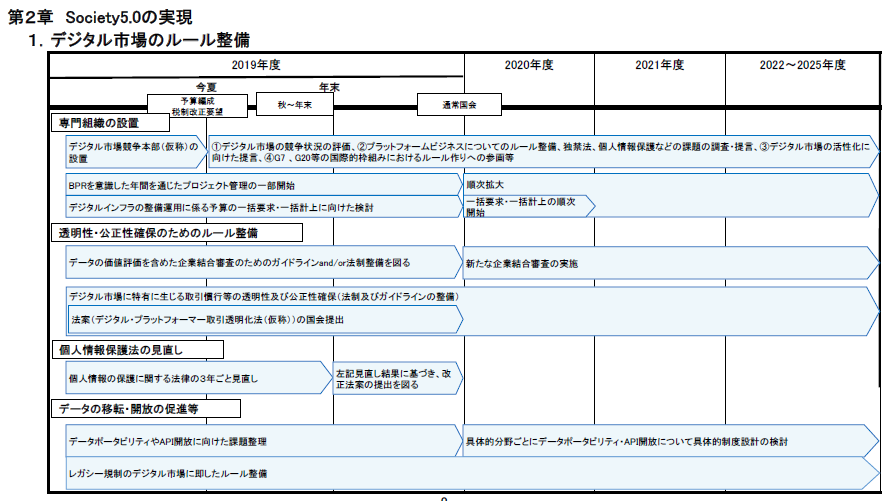 第2章　Society5.0の実現
１．デジタル市場のルール整備
2019年度
2020年度
2021年度
2022～2025年度
今夏
年末
予算編成
税制改正要望
秋～年末
通常国会
専門組織の設置
デジタル市場競争本部（仮称）の
設置
①デジタル市場の競争状況の評価、②プラットフォームビジネスについてのルール整備、独禁法、個人情報保護などの課題の調査・提言、③デジタル市場の活性化に
向けた提言、④G7 、G20等の国際的枠組みにおけるルール作りへの参画等
BPRを意識した年間を通じたプロジェクト管理の一部開始
順次拡大
デジタルインフラの整備運用に係る予算の一括要求・一括計上に向けた検討
一括要求・一括計上の順次
開始
透明性・公正性確保のためのルール整備
データの価値評価を含めた企業結合審査のためのガイドラインand/or法制整備を図る
新たな企業結合審査の実施
デジタル市場に特有に生じる取引慣行等の透明性及び公正性確保（法制及びガイドラインの整備）
法案（デジタル・プラットフォーマー取引透明化法（仮称））の国会提出
個人情報保護法の見直し
個人情報の保護に関する法律の3年ごと見直し
左記見直し結果に基づき、改
正法案の提出を図る
データの移転・開放の促進等
データポータビリティやAPI開放に向けた課題整理
具体的分野ごとにデータポータビリティ・API開放について具体的制度設計の検討
レガシー規制のデジタル市場に即したルール整備